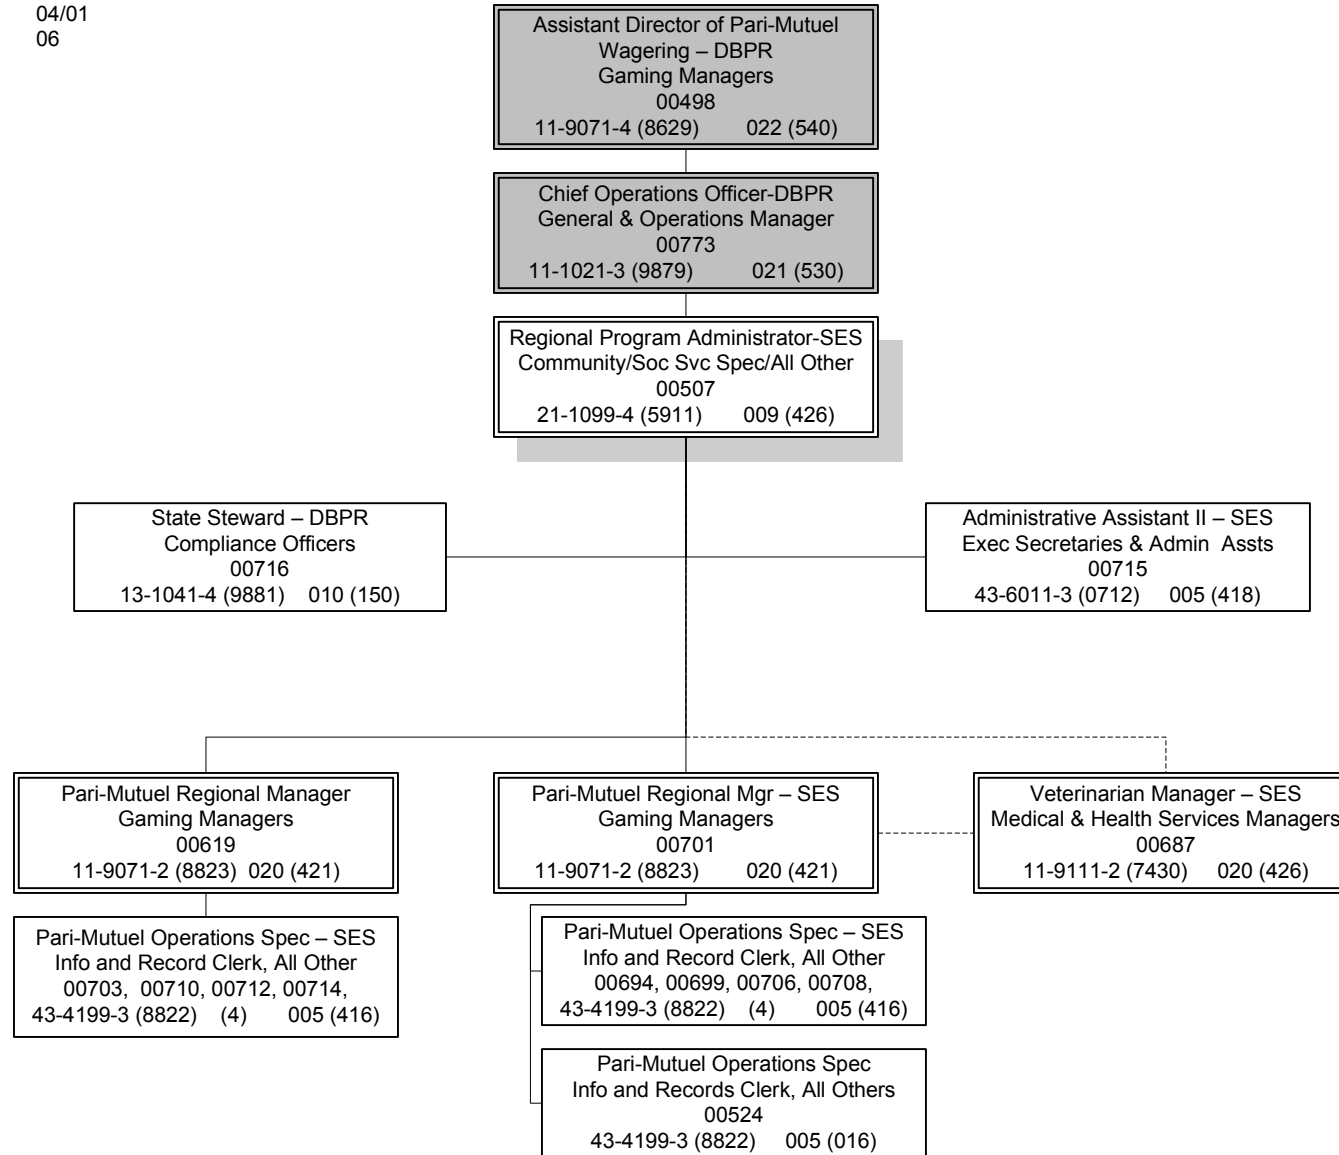 04/01
06
Assistant Director of Pari-Mutuel
Wagering – DBPR
Gaming Managers
00498
11-9071-4 (8629) 022 (540)
Chief Operations Officer-DBPR
General & Operations Manager
00773
11-1021-3 (9879) 021 (530)
Regional Program Administrator-SES
Community/Soc Svc Spec/All Other
00507
21-1099-4 (5911) 009 (426)
State Steward – DBPR
Compliance Officers
00716
13-1041-4 (9881) 010 (150)
Administrative Assistant II – SES
Exec Secretaries & Admin Assts
00715
43-6011-3 (0712) 005 (418)
Pari-Mutuel Regional Manager
Gaming Managers
00619
11-9071-2 (8823) 020 (421)
Pari-Mutuel Regional Mgr – SES
Gaming Managers
00701
11-9071-2 (8823) 020 (421)
Veterinarian Manager – SES
Medical & Health Services Managers
00687
11-9111-2 (7430) 020 (426)
Pari-Mutuel Operations Spec – SES
Info and Record Clerk, All Other
00703, 00710, 00712, 00714,
43-4199-3 (8822) (4) 005 (416)
Pari-Mutuel Operations Spec – SES
Info and Record Clerk, All Other
00694, 00699, 00706, 00708,
43-4199-3 (8822) (4) 005 (416)
Pari-Mutuel Operations Spec
Info and Records Clerk, All Others
00524
43-4199-3 (8822) 005 (016)